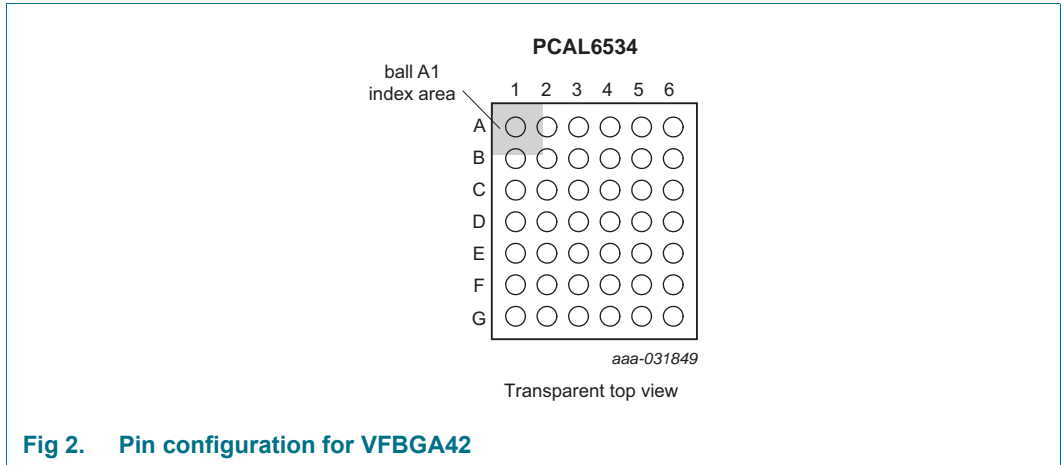 PCAL6534
ball A1
index area
1 2 3 4 5 6
A
B
C
D
E
F
G
aaa-031849
Transparent top view
Fig 2. Pin configuration for VFBGA42